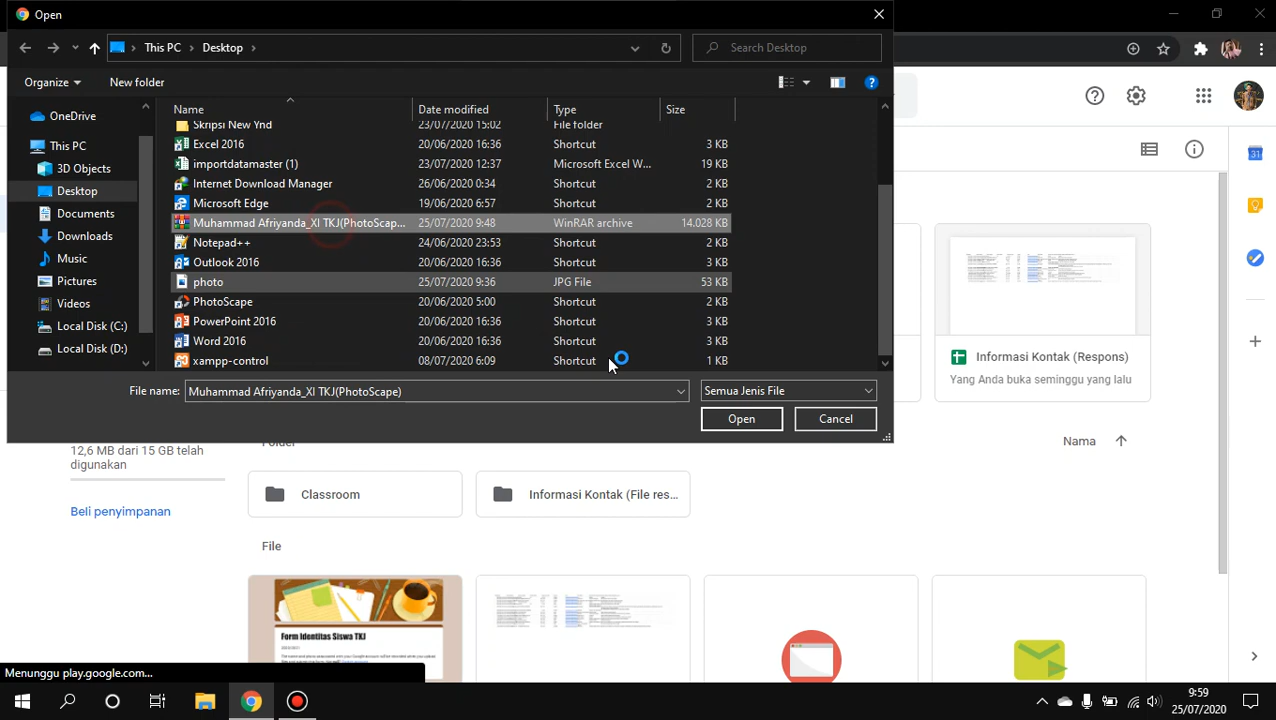 Open
This PC
Desktop
Search Desktop
Organize
New folder
Name
Date modified
Type
Size
OneDrive
This PC
3D Objects
Desktop
Documents
Downloads
Music
Pictures
Videos
Local Disk (C:)
Local Disk (D:)
Skripsi New Ynd 23/07/2020 15:02 File folder
Excel 2016 20/06/2020 16:36 Shortcut 3 KB
importdatamaster (1) 23/07/2020 12:37 Microsoft Excel W... 19 KB
Internet Download Manager 26/06/2020 0:34 Shortcut 2 KB
Microsoft Edge 19/06/2020 6:57 Shortcut 2 KB
Muhammad Afriyanda_XI TKJ(PhotoScap... 25/07/2020 9:48 WinRAR archive 14.028 KB
Notepad++ 24/06/2020 23:53 Shortcut 2 KB
Outlook 2016 20/06/2020 16:36 Shortcut 3 KB
photo 25/07/2020 9:36 JPG File 53 KB
PhotoScape 20/06/2020 5:00 Shortcut 2 KB
PowerPoint 2016 20/06/2020 16:36 Shortcut 3 KB
Word 2016 20/06/2020 16:36 Shortcut 3 KB
xampp-control 08/07/2020 6:09 Shortcut 1 KB
File name: Muhammad Afriyanda_XI TKJ(PhotoScape)
Semua Jenis File
Open
Cancel
Informasi Kontak (Respons)
Yang Anda buka seminggu yang lalu
Nama
12,6 MB dari 15 GB telah
digunakan
Beli penyimpanan
Folder
Classroom
Informasi Kontak (File res...
File
Form Identitas Siswa TKJ
Menunggu play.google.com...
9:59
25/07/2020